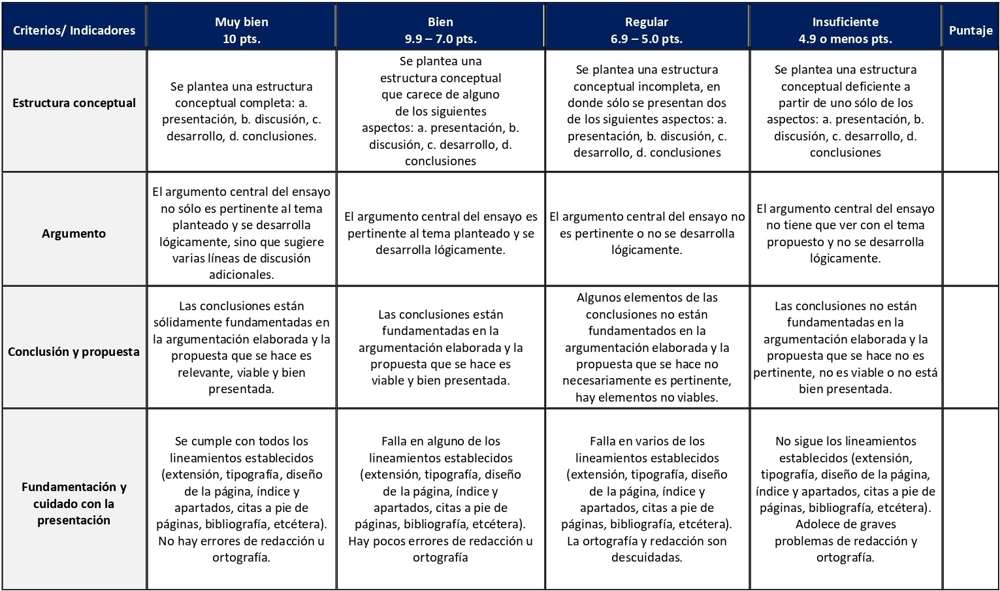 Criterios/ Indicadores
Muy bien
10 pts.
Bien
9.9 – 7.0 pts.
Regular
6.9 – 5.0 pts.
Insuficiente
4.9 o menos pts.
Puntaje
Estructura conceptual
Se plantea una estructura
conceptual completa: a.
presentación, b. discusión, c.
desarrollo, d. conclusiones.
Se plantea una
estructura conceptual
que carece de alguno
de los siguientes
aspectos: a. presentación, b.
discusión, c. desarrollo, d.
conclusiones
Se plantea una estructura
conceptual incompleta, en
donde sólo se presentan dos
de los siguientes aspectos: a.
presentación, b. discusión, c.
desarrollo, d. conclusiones
Se plantea una estructura
conceptual deficiente a
partir de uno sólo de los
aspectos: a. presentación, b.
discusión, c. desarrollo, d.
conclusiones
Argumento
El argumento central del ensayo
no sólo es pertinente al tema
planteado y se desarrolla
lógicamente, sino que sugiere
varias líneas de discusión
adicionales.
El argumento central del ensayo es
pertinente al tema planteado y se
desarrolla lógicamente.
El argumento central del ensayo no
es pertinente o no se desarrolla
lógicamente.
El argumento central del ensayo
no tiene que ver con el tema
propuesto y no se desarrolla
lógicamente.
Conclusión y propuesta
Las conclusiones están
sólidamente fundamentadas en
la argumentación elaborada y la
propuesta que se hace es
relevante, viable y bien
presentada.
Las conclusiones están
fundamentadas en la
argumentación elaborada y la
propuesta que se hace es
viable y bien presentada.
Algunos elementos de las
conclusiones no están
fundamentados en la
argumentación elaborada y la
propuesta que se hace no
necesariamente es pertinente,
hay elementos no viables.
Las conclusiones no están
fundamentadas en la
argumentación elaborada y la
propuesta que se hace no es
pertinente, no es viable o no está
bien presentada.
Fundamentación y
cuidado con la
presentación
Se cumple con todos los
lineamientos establecidos
(extensión, tipografía, diseño
de la página, índice y
apartados, citas a pie de
páginas, bibliografía, etcétera).
No hay errores de redacción u
ortografía.
Falla en alguno de los
lineamientos establecidos
(extensión, tipografía, diseño
de la página, índice y
apartados, citas a pie de
páginas, bibliografía, etcétera).
Hay pocos errores de redacción u
ortografía
Falla en varios de los
lineamientos establecidos
(extensión, tipografía, diseño
de la página, índice y
apartados, citas a pie de
páginas, bibliografía, etcétera).
La ortografía y redacción son
descuidadas.
No sigue los lineamientos
establecidos (extensión,
tipografía, diseño de la página,
índice y apartados, citas a pie de
páginas, bibliografía, etcétera).
Adolece de graves
problemas de redacción y
ortografía.